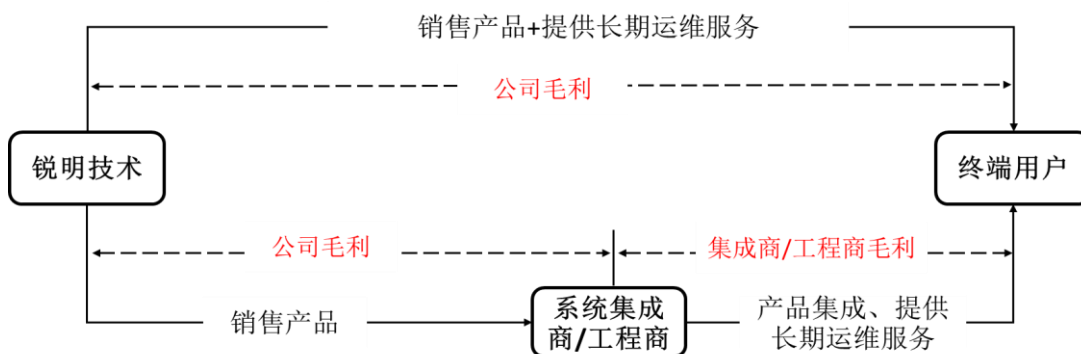 销售产品+提供长期运维服务
公司毛利
锐明技术
终端用户
公司毛利
集成商/工程商毛利
销售产品
系统集成
商/工程商
产品集成、提供
长期运维服务